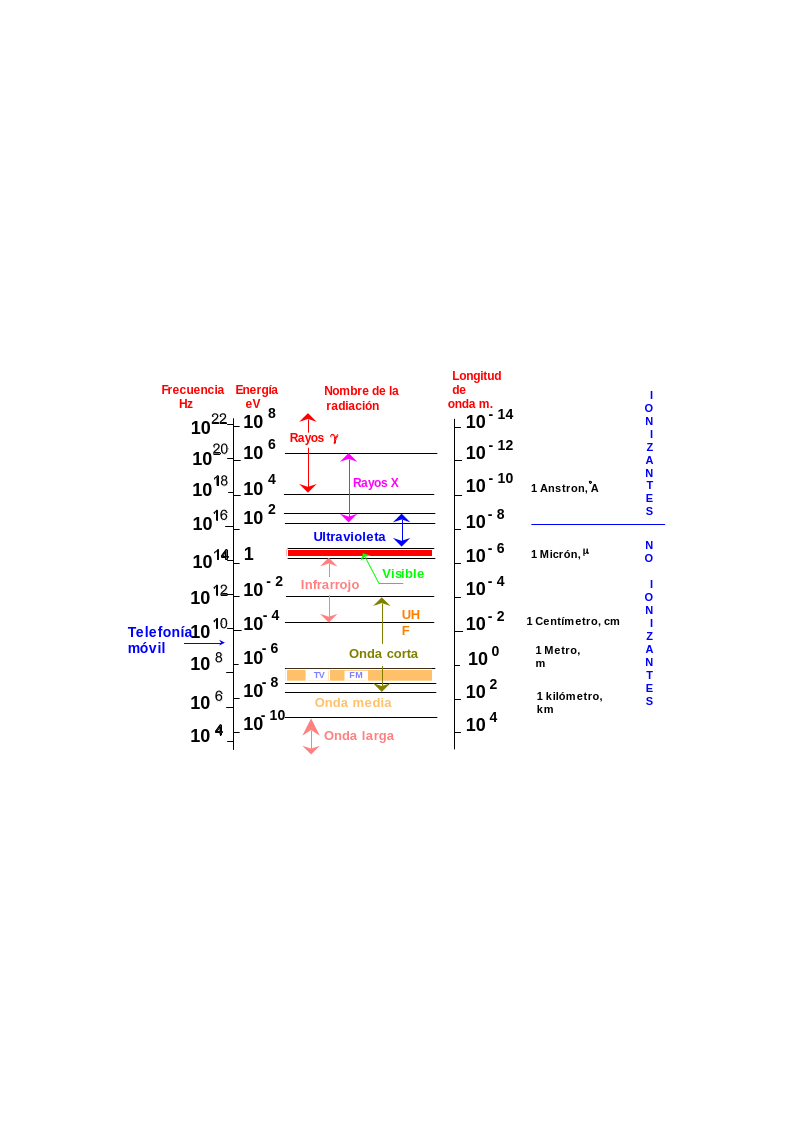 Longitud
de
onda m.
Frecuencia
Hz
Energía
eV
Nombre de la
radiación
10^22
10^20
10^18
10^16
10^14
10^12
10^10
10^8
10^6
10^4
10^8
10^6
10^4
10^2
1
10^- 2
10^- 4
10^- 6
10^- 8
10^- 10
Rayos γ
Rayos X
Ultravioleta
Visible
Infrarrojo
UH
F
Onda corta
TV FM
Onda media
Onda larga
Telefonía
móvil
10^- 14
10^- 12
10^- 10
10^- 8
10^- 6
10^- 4
10^- 2
10^0
10^2
10^4
1 Anstron, °A
1 Micrón, μ
1 Centímetro, cm
1 Metro,
m
1 kilómetro,
km
IONIZANTES
NO IONIZANTES